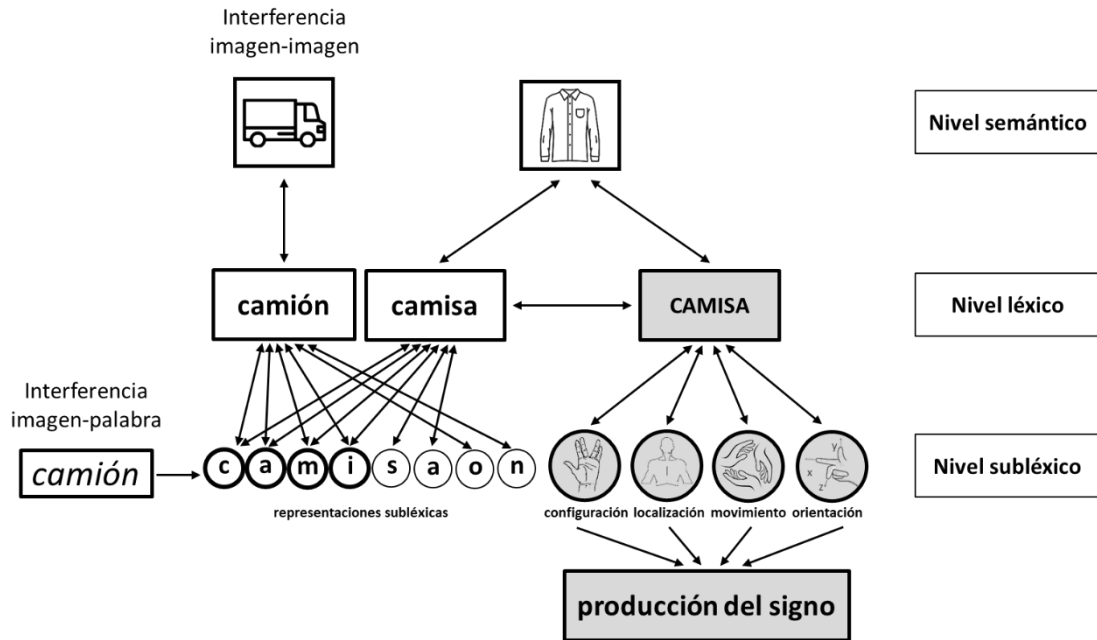 Interferencia
imagen-imagen
Nivel semántico
camión
camisa
CAMISA
Nivel léxico
Interferencia
imagen-palabra
camión
c a m i s a o n
y
x
z
Nivel subléxico
representaciones subléxicas
configuración localización movimiento orientación
producción del signo